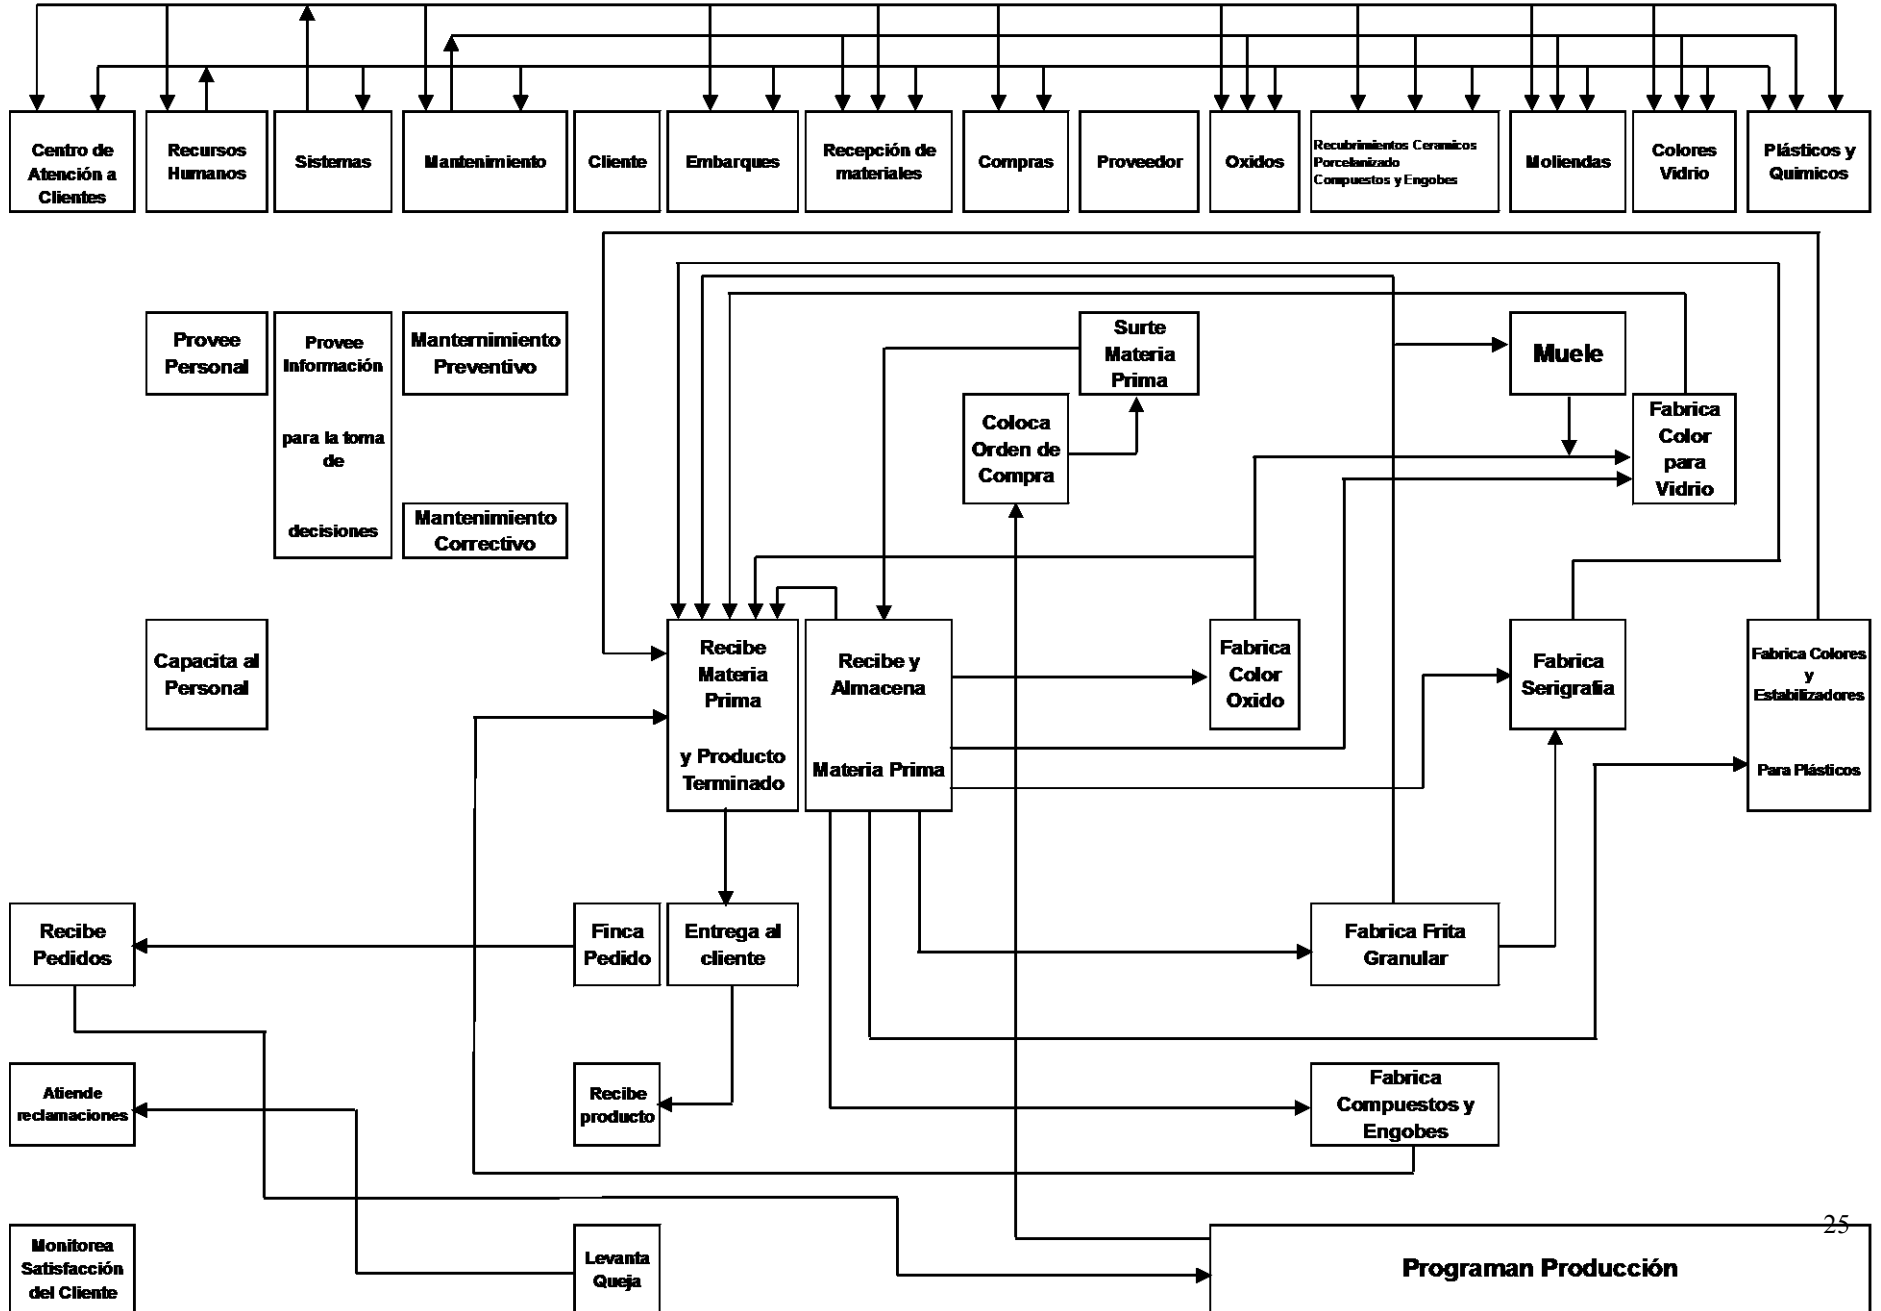 Centro de
Atención a
Clientes
Recursos
Humanos
Sistemas
Mantenimiento
Cliente
Embarques
Recepción de
materiales
Compras
Proveedor
Oxidos
Recubrimientos Ceramicos
Porcelanizado
Compuestos y Engobes
Moliendas
Colores
Vidrio
Plásticos y
Quimicos
Provee
Personal
Provee
Información
para la toma
de
decisiones
Manternimiento
Preventivo
Mantenimiento
Correctivo
Surte
Materia
Prima
Coloca
Orden de
Compra
Muele
Fabrica
Color
para
Vidrio
Capacita al
Personal
Recibe
Materia
Prima
y Producto
Terminado
Recibe y
Almacena
Materia Prima
Fabrica
Color
Oxido
Fabrica
Serigrafia
Fabrica Colores
y
Estabilizadores
Para Plásticos
Recibe
Pedidos
Finca
Pedido
Entrega al
cliente
Fabrica Frita
Granular
Atiende
reclamaciones
Recibe
producto
Fabrica
Compuestos y
Engobes
Monitorea
Satisfacción
del Cliente
Levanta
Queja
25
Programan Producción